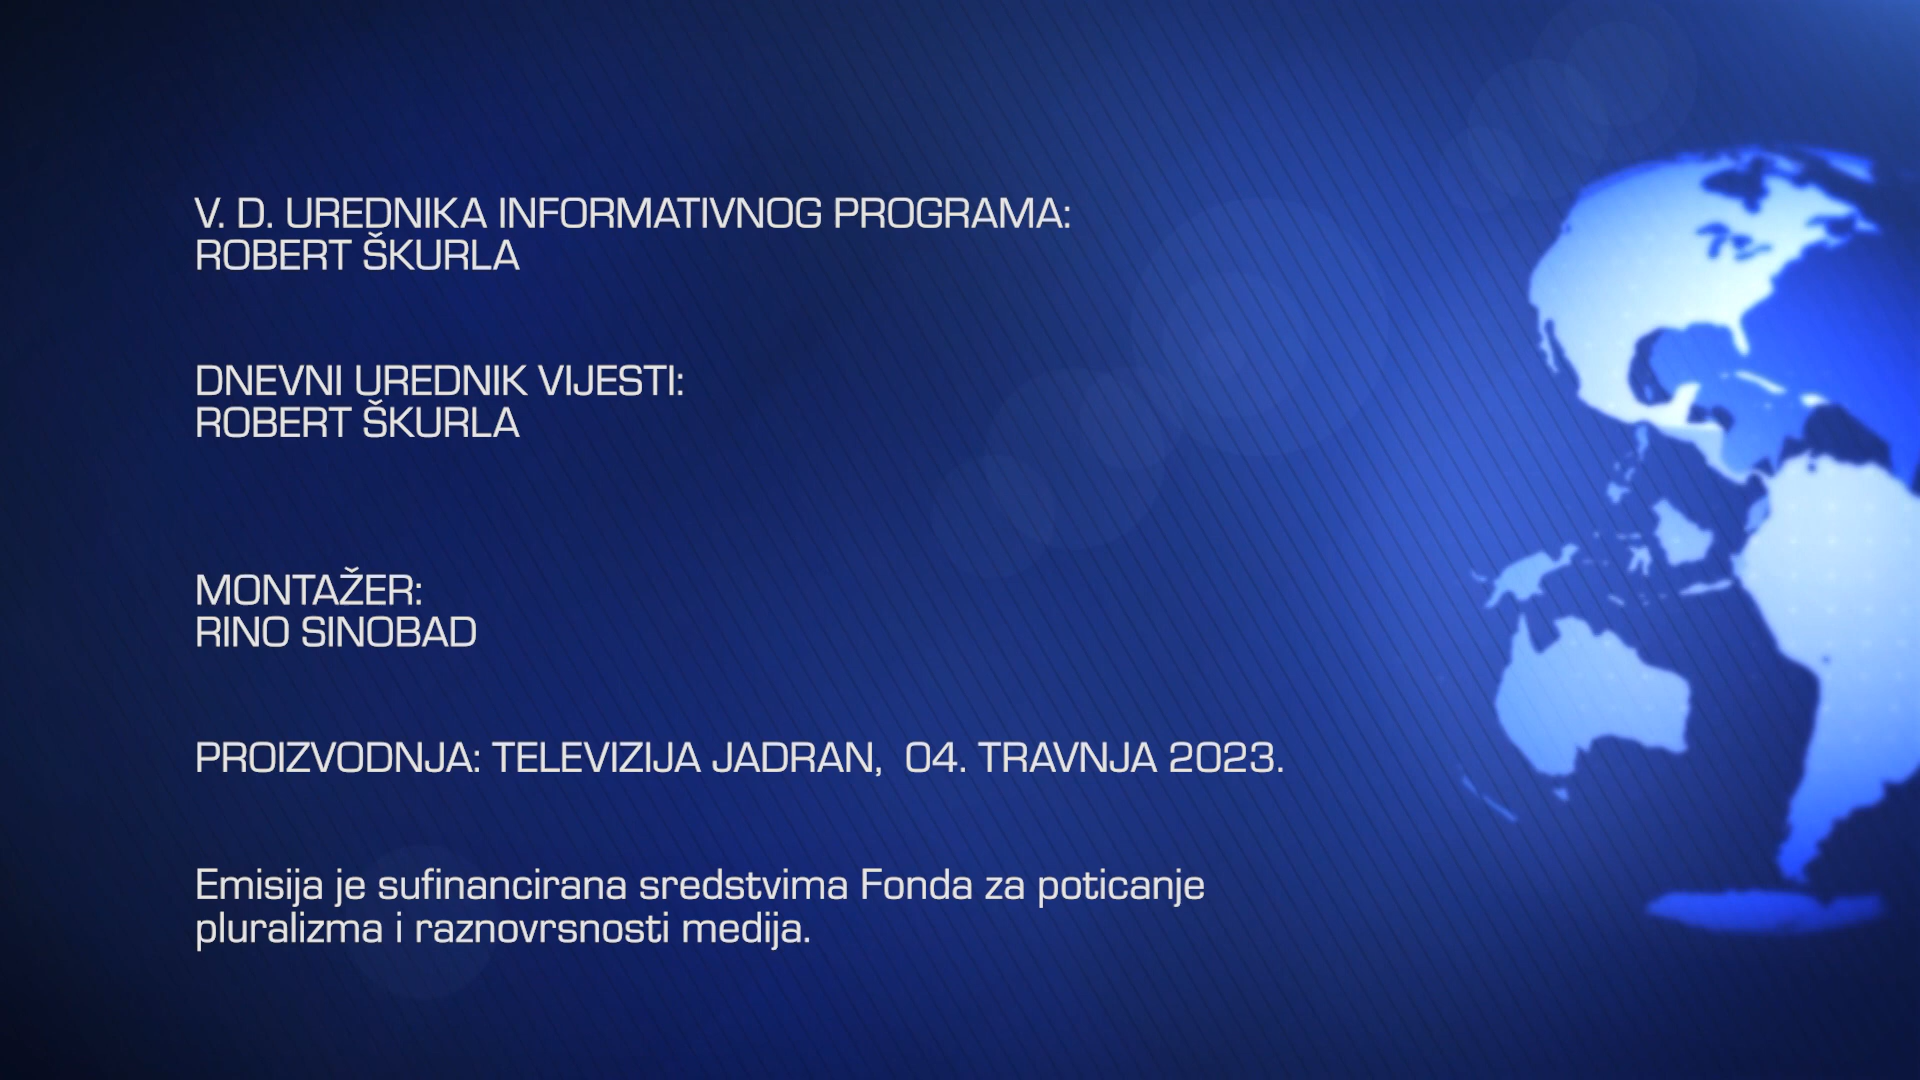 V. D. UREDNIKA INFORMATIVNOG PROGRAMA:
ROBERT ŠKURLA
DNEVNI UREDNIK VIJESTI:
ROBERT ŠKURLA
MONTAŽER:
RINO SINOBAD
PROIZVODNJA: TELEVIZIJA JADRAN,  04. TRAVNJA 2023.
Emisija je sufinancirana sredstvima Fonda za poticanje
pluralizma i raznovrsnosti medija.